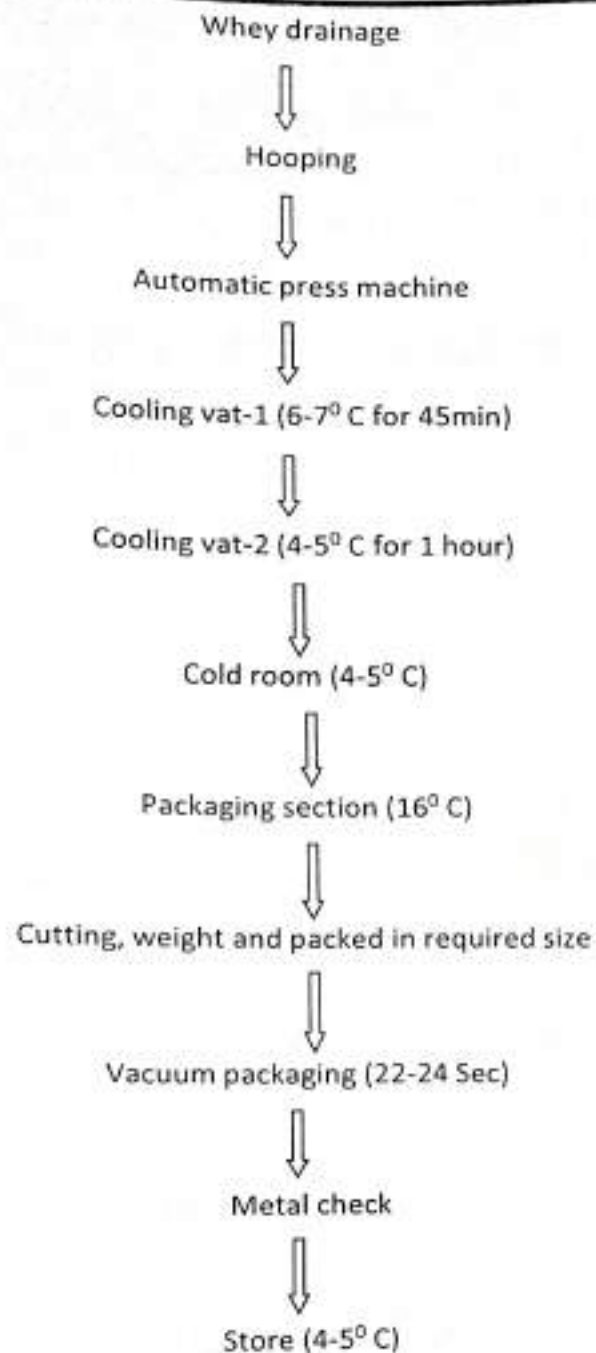 Whey drainage
Hooping
Automatic press machine
Cooling vat-1 (6-7⁰ C for 45min)
Cooling vat-2 (4-5⁰ C for 1 hour)
Cold room (4-5⁰ C)
Packaging section (16⁰ C)
Cutting, weight and packed in required size
Vacuum packaging (22-24 Sec)
Metal check
Store (4-5⁰ C)